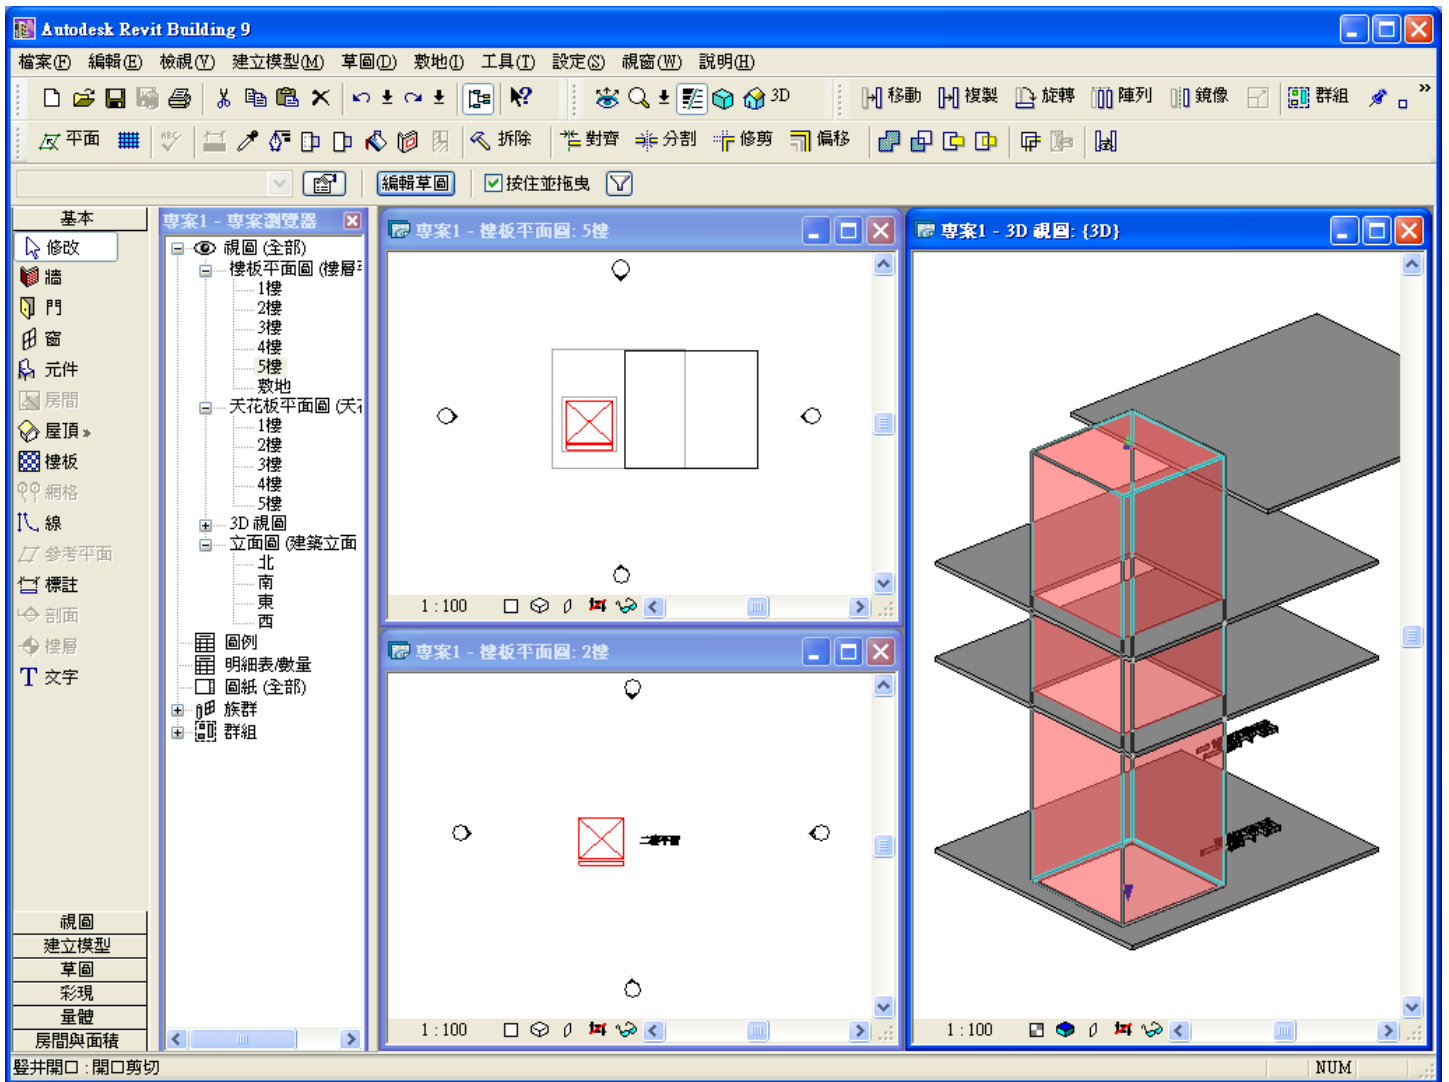 Autodesk Revit Building 9
檔案(F) 編輯(E) 檢視(V) 建立模型(M) 草圖(D) 敷地(I) 工具(T) 設定(S) 視窗(W) 說明(H)
3D 移動 複製 旋轉 陣列 鏡像 群組 »
平面 ABC 拆除 對齊 分割 修剪 偏移
編輯草圖 按住並拖曳
基本
修改
牆
門
窗
元件
房間
屋頂 »
樓板
網格
線
參考平面
標註
剖面
樓層
文字
視圖
建立模型
草圖
彩現
量體
房間與面積
專案1 - 專案瀏覽器
視圖 (全部)
樓板平面圖 (樓層平
1樓
2樓
3樓
4樓
5樓
敷地
天花板平面圖 (天花
1樓
2樓
3樓
4樓
5樓
3D 視圖
立面圖 (建築立面
北
南
東
西
圖例
明細表/數量
圖紙 (全部)
族群
群組
專案1 - 樓板平面圖: 5樓
1 : 100
專案1 - 樓板平面圖: 2樓
二樓平面
1 : 100
專案1 - 3D 視圖: {3D}
1 : 100
豎井開口 : 開口剪切
NUM